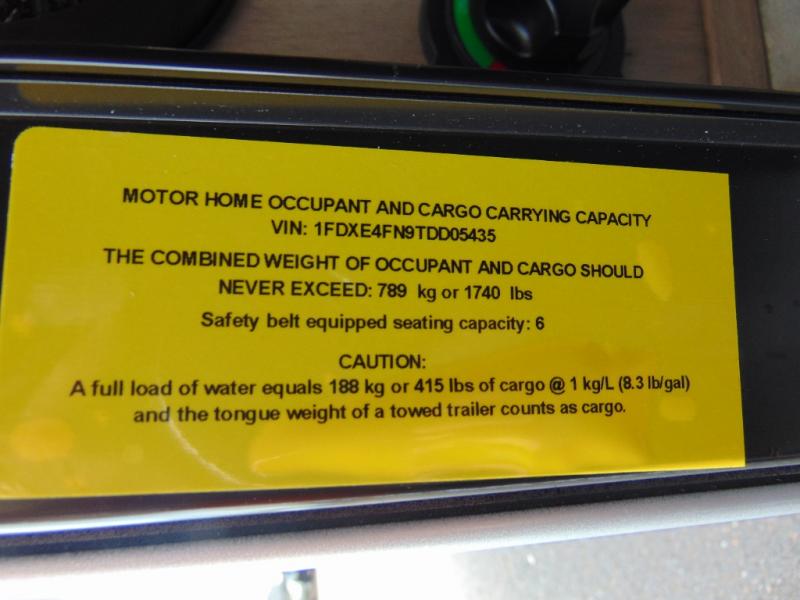 MOTOR HOME OCCUPANT AND CARGO CARRYING CAPACITY
VIN: 1FDXE4FN9TDD05435
THE COMBINED WEIGHT OF OCCUPANT AND CARGO SHOULD
NEVER EXCEED: 789 kg or 1740 lbs
Safety belt equipped seating capacity: 6
CAUTION:
A full load of water equals 188 kg or 415 lbs of cargo @ 1 kg/L (8.3 lb/gal)
and the tongue weight of a towed trailer counts as cargo.